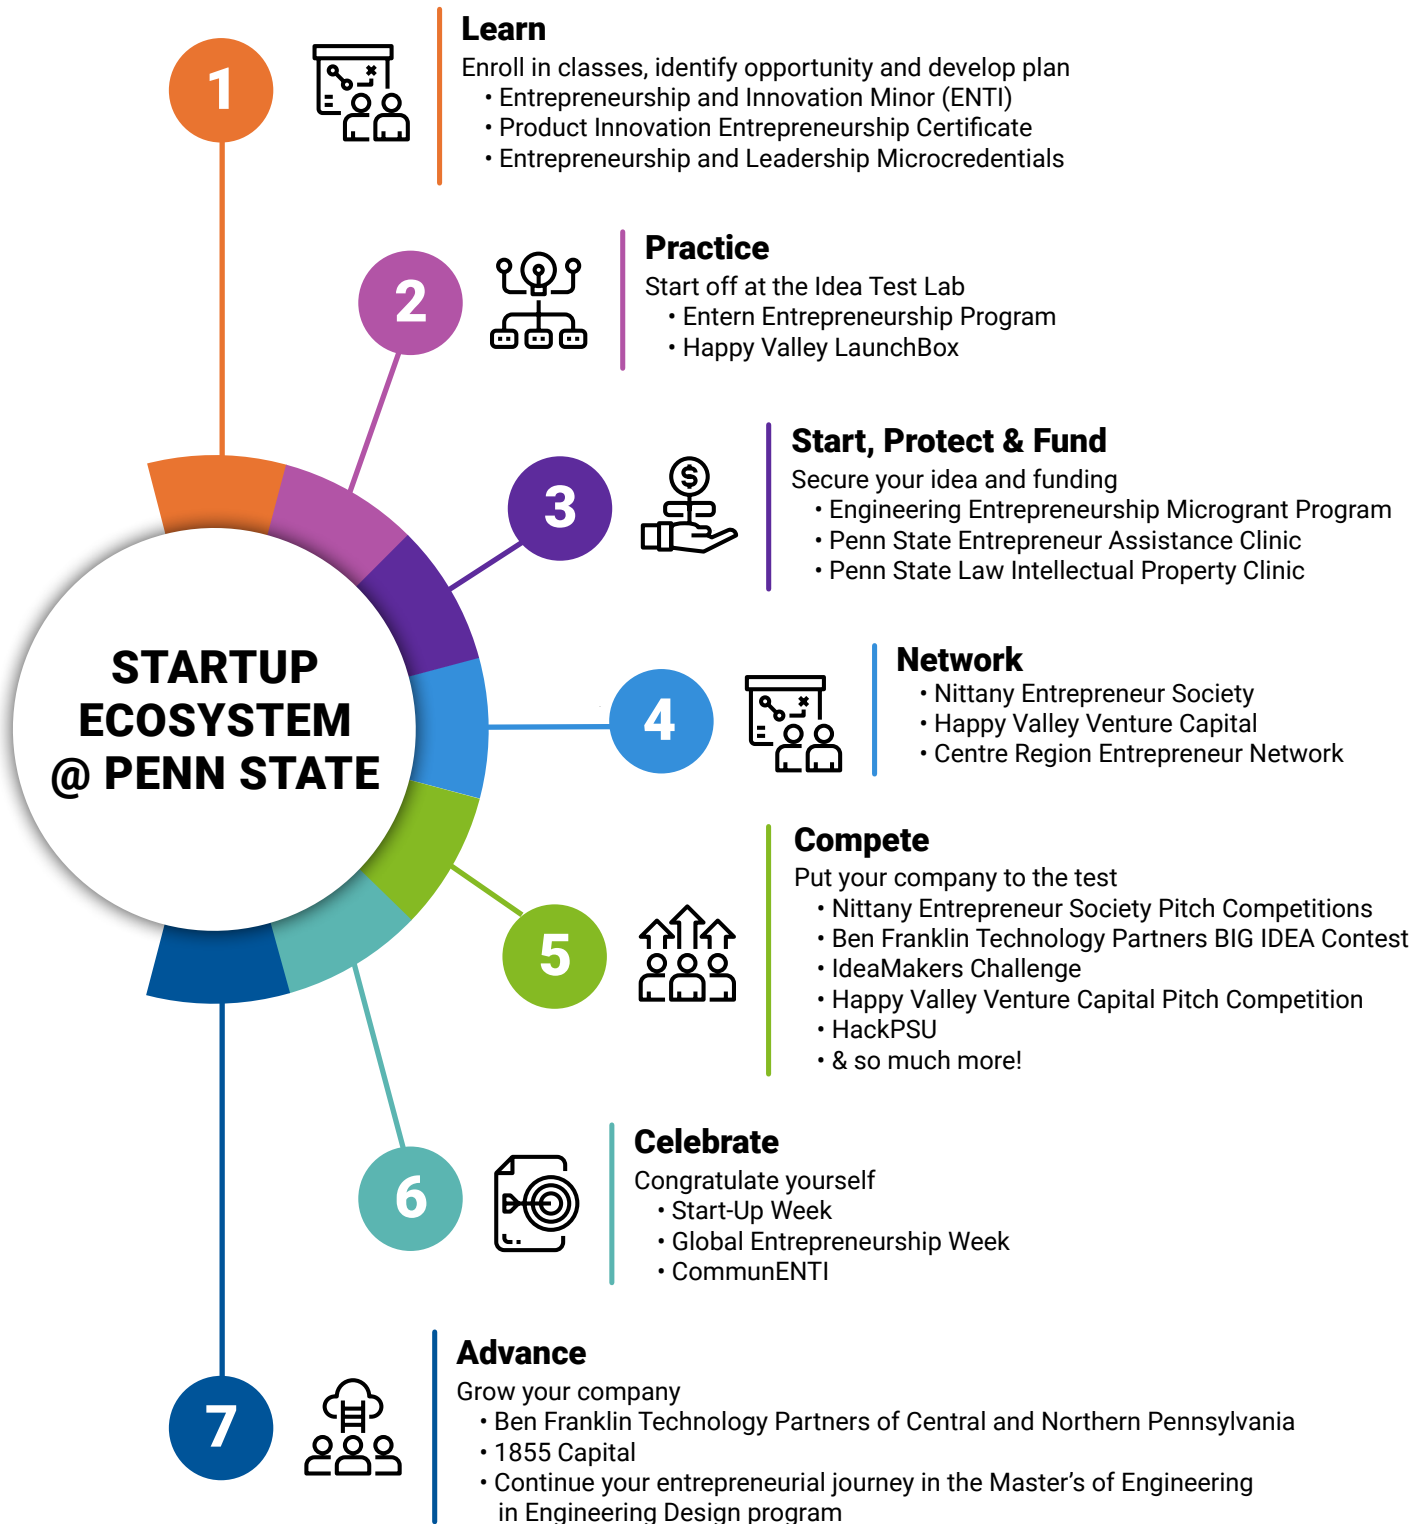 1
Learn
Enroll in classes, identify opportunity and develop plan
• Entrepreneurship and Innovation Minor (ENTI)
• Product Innovation Entrepreneurship Certificate
• Entrepreneurship and Leadership Microcredentials
2
Practice
Start off at the Idea Test Lab
• Entern Entrepreneurship Program
• Happy Valley LaunchBox
3
Start, Protect & Fund
Secure your idea and funding
• Engineering Entrepreneurship Microgrant Program
• Penn State Entrepreneur Assistance Clinic
• Penn State Law Intellectual Property Clinic
STARTUP
ECOSYSTEM
@ PENN STATE
4
Network
• Nittany Entrepreneur Society
• Happy Valley Venture Capital
• Centre Region Entrepreneur Network
5
Compete
Put your company to the test
• Nittany Entrepreneur Society Pitch Competitions
• Ben Franklin Technology Partners BIG IDEA Contest
• IdeaMakers Challenge
• Happy Valley Venture Capital Pitch Competition
• HackPSU
• & so much more!
6
Celebrate
Congratulate yourself
• Start-Up Week
• Global Entrepreneurship Week
• CommunENTI
7
Advance
Grow your company
• Ben Franklin Technology Partners of Central and Northern Pennsylvania
• 1855 Capital
• Continue your entrepreneurial journey in the Master’s of Engineering
in Engineering Design program